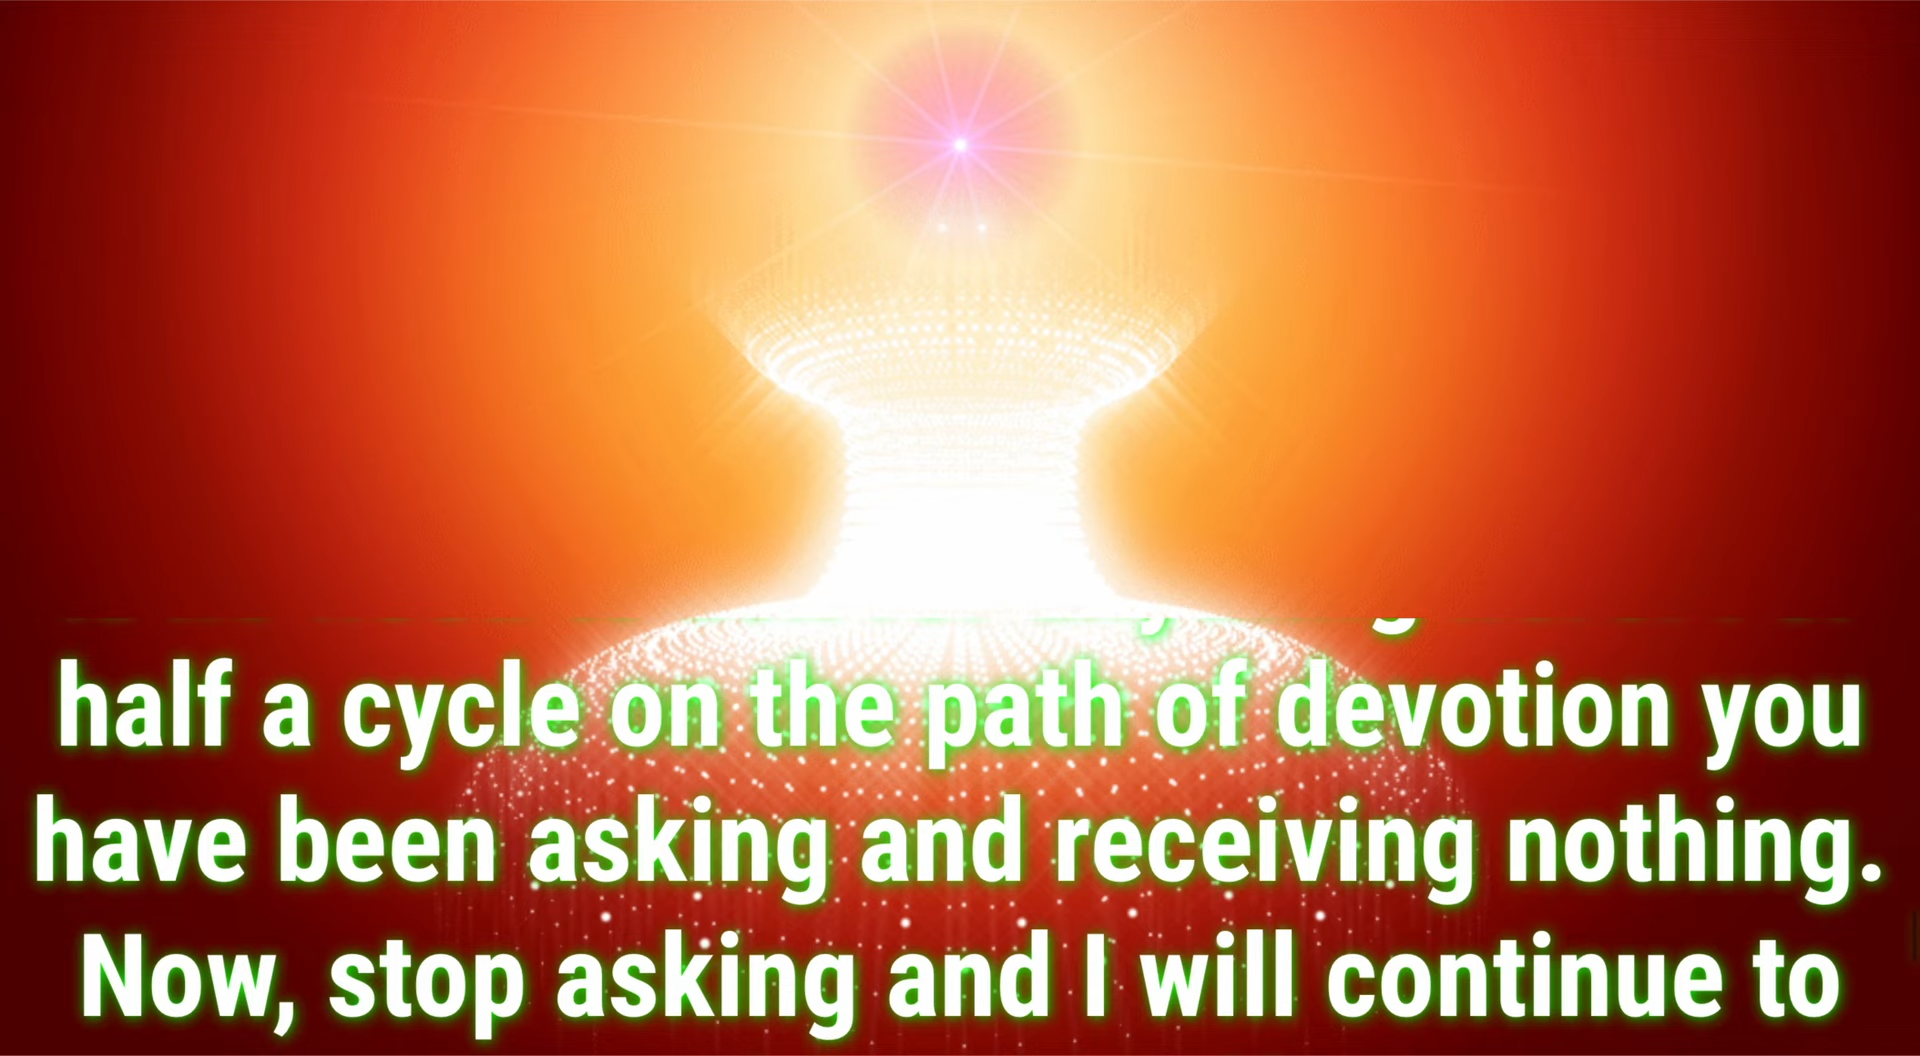 half a cycle on the path of devotion you
have been asking and receiving nothing.
Now, stop asking and I will continue to